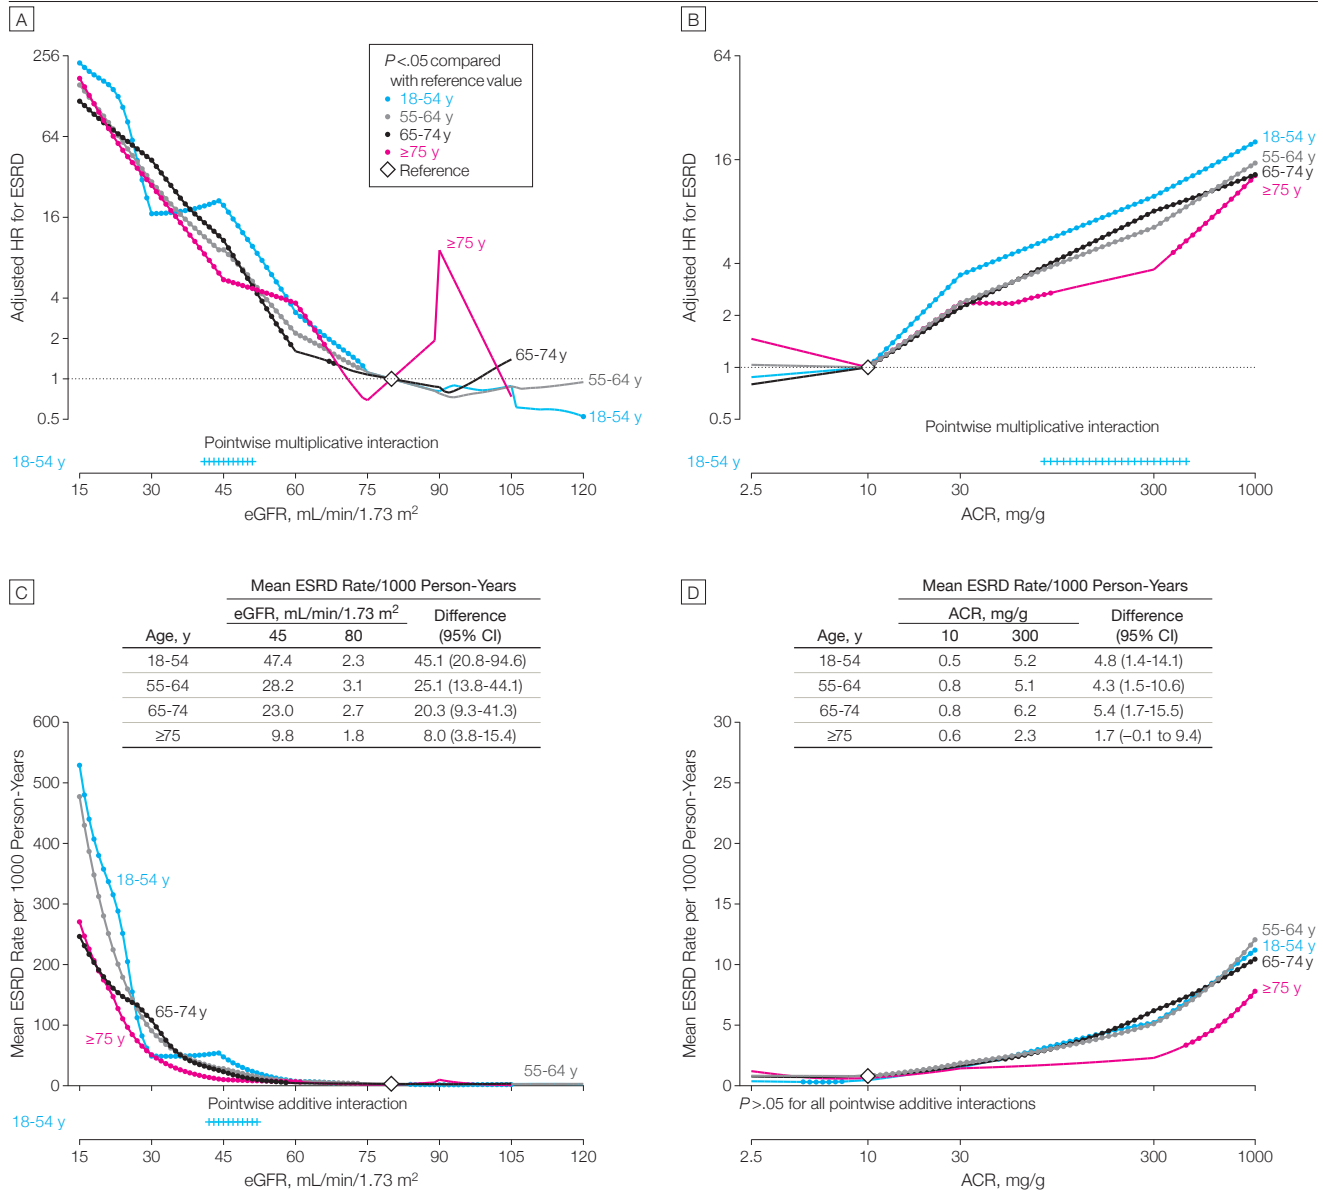 A
256
64
16
4
2
1
0.5
Adjusted HR for ESRD
P<.05 compared
with reference value
18-54 y
55-64 y
65-74 y
≥75 y
Reference
≥75 y
65-74 y
55-64 y
18-54 y
Pointwise multiplicative interaction
18-54 y
15 30 45 60 75 90 105 120
eGFR, mL/min/1.73 m²
B
64
16
4
2
1
0.5
Adjusted HR for ESRD
18-54 y
55-64 y
65-74 y
≥75 y
Pointwise multiplicative interaction
18-54 y
2.5 10 30 300 1000
ACR, mg/g
C
Mean ESRD Rate/1000 Person-Years
eGFR, mL/min/1.73 m² Difference
Age, y 45 80 (95% CI)
18-54 47.4 2.3 45.1 (20.8-94.6)
55-64 28.2 3.1 25.1 (13.8-44.1)
65-74 23.0 2.7 20.3 (9.3-41.3)
≥75 9.8 1.8 8.0 (3.8-15.4)
600
500
400
300
200
100
0
Mean ESRD Rate per 1000 Person-Years
18-54 y
65-74 y
≥75 y
55-64 y
Pointwise additive interaction
18-54 y
15 30 45 60 75 90 105 120
eGFR, mL/min/1.73 m²
D
Mean ESRD Rate/1000 Person-Years
ACR, mg/g Difference
Age, y 10 300 (95% CI)
18-54 0.5 5.2 4.8 (1.4-14.1)
55-64 0.8 5.1 4.3 (1.5-10.6)
65-74 0.8 6.2 5.4 (1.7-15.5)
≥75 0.6 2.3 1.7 (–0.1 to 9.4)
30
25
20
15
10
5
0
Mean ESRD Rate per 1000 Person-Years
55-64 y
18-54 y
65-74 y
≥75 y
P>.05 for all pointwise additive interactions
2.5 10 30 300 1000
ACR, mg/g